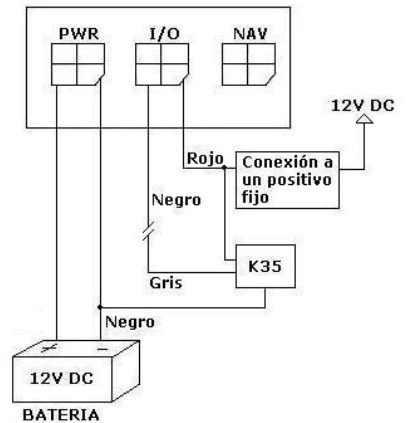 PWR I/O NAV
12V DC
Rojo
Conexión a
un positivo
fijo
Negro
K35
Gris
Negro
+ -
12V DC
BATERIA